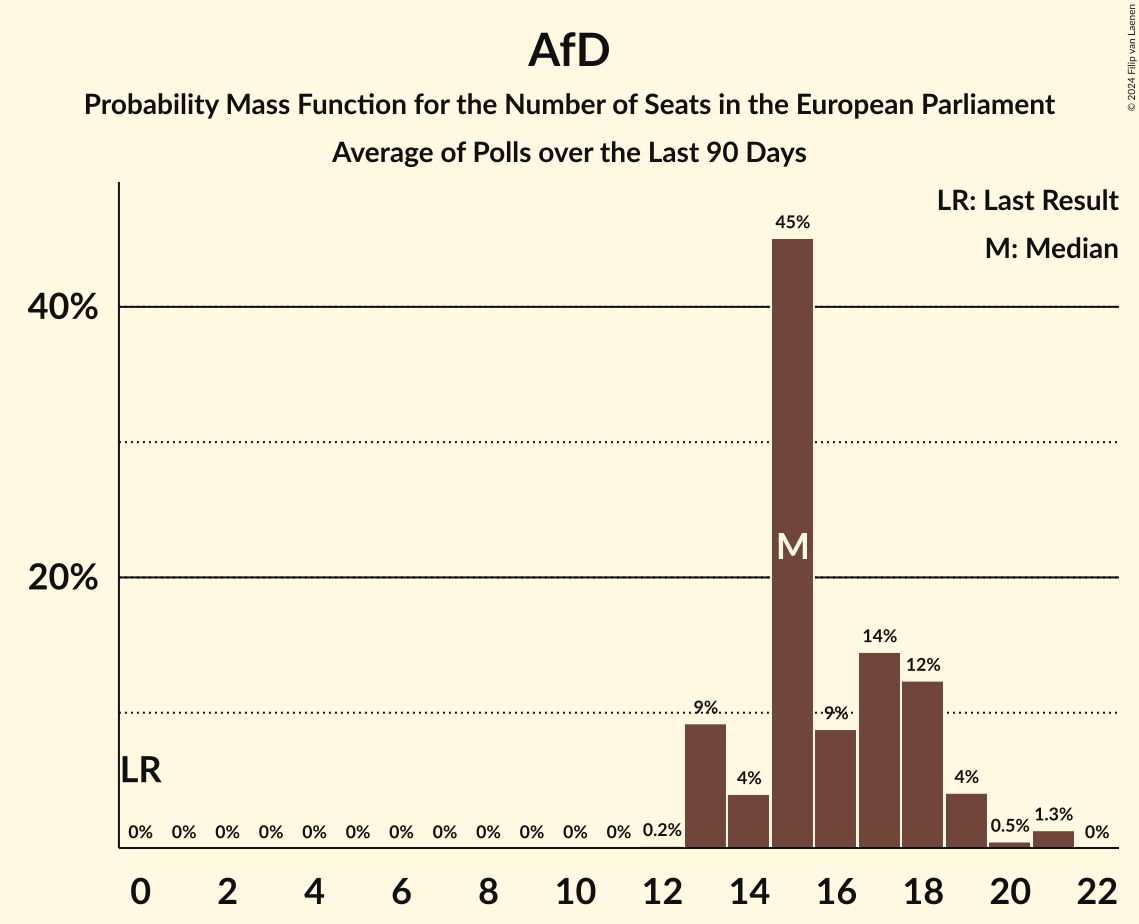 AfD
Probability Mass Function for the Number of Seats in the European Parliament
Average of Polls over the Last 90 Days
© 2024 Filip van Laenen
LR: Last Result
M: Median
45%
40%
M
20%
14%
12%
9%
9%
4%
4%
LR
0% 0% 0% 0% 0% 0% 0% 0% 0% 0% 0% 0% 0.2% 0.5% 1.3% 0%
0 2 4 6 8 10 12 14 16 18 20 22